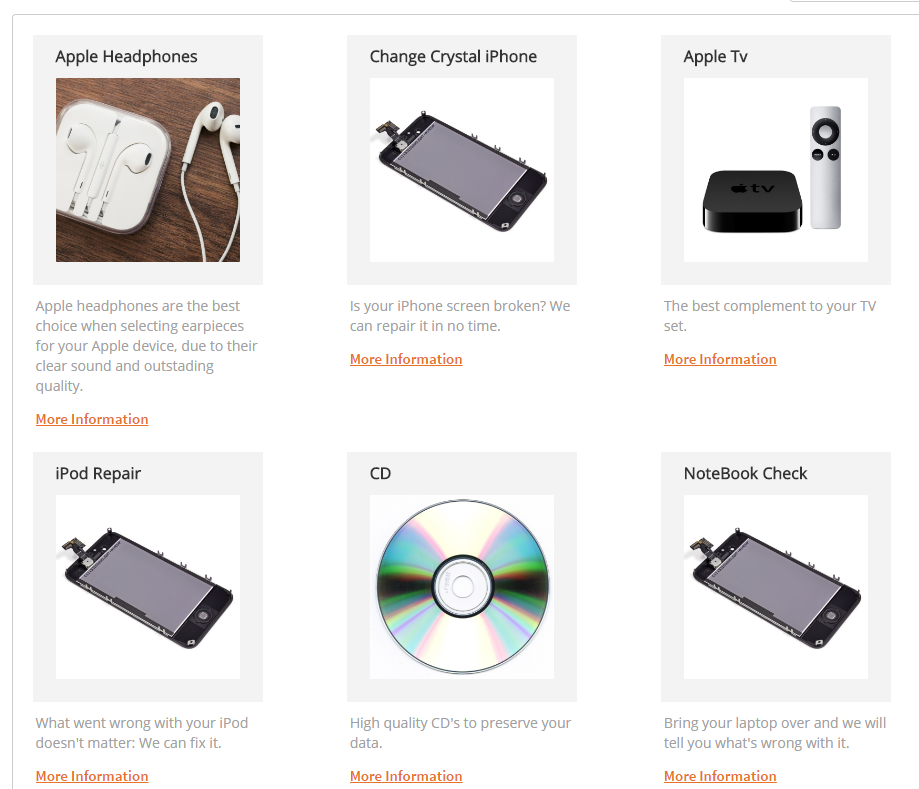 Apple Headphones
Change Crystal iPhone
Apple Tv
tv
Apple headphones are the best
choice when selecting earpieces
for your Apple device, due to their
clear sound and outstading
quality.
More Information
Is your iPhone screen broken? We
can repair it in no time.
More Information
The best complement to your TV
set.
More Information
iPod Repair
CD
NoteBook Check
What went wrong with your iPod
doesn't matter: We can fix it.
More Information
High quality CD's to preserve your
data.
More Information
Bring your laptop over and we will
tell you what's wrong with it.
More Information